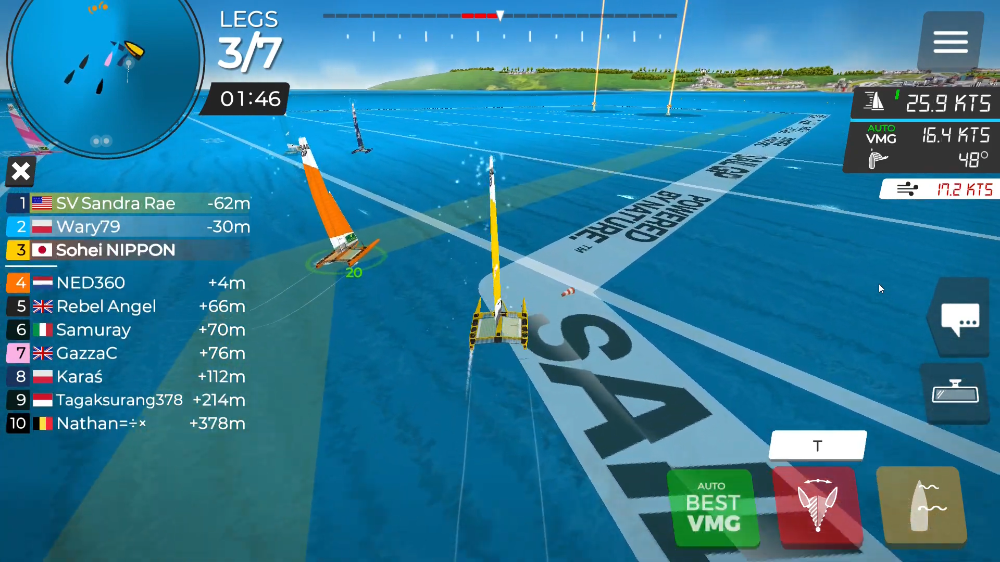 LEGS
3/7
01:46
25.9 KTS
AUTO
VMG 16.4 KTS
48°
17.2 KTS
1 SV Sandra Rae -62m
2 Wary79 -30m
3 Sohei NIPPON
4 NED360 +4m
5 Rebel Angel +66m
6 Samuray +70m
7 GazzaC +76m
8 Karaś +112m
9 Tagaksurang378 +214m
10 Nathan=÷× +378m
SAIL
GP
20
SAILGP
POWERED
BY NATURE.™
SAIL
T
AUTO
BEST
VMG